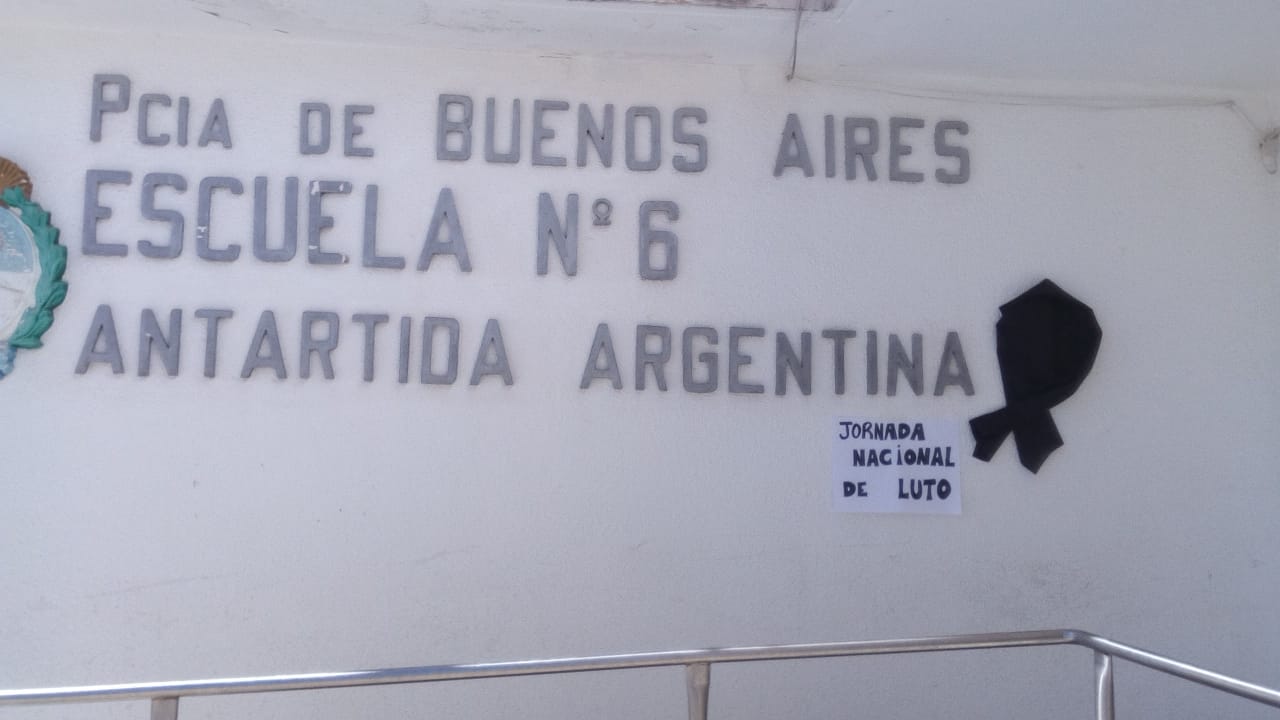 PCIA DE BUENOS AIRES
ESCUELA Nº 6
ANTARTIDA ARGENTINA
JORNADA
NACIONAL
DE LUTO